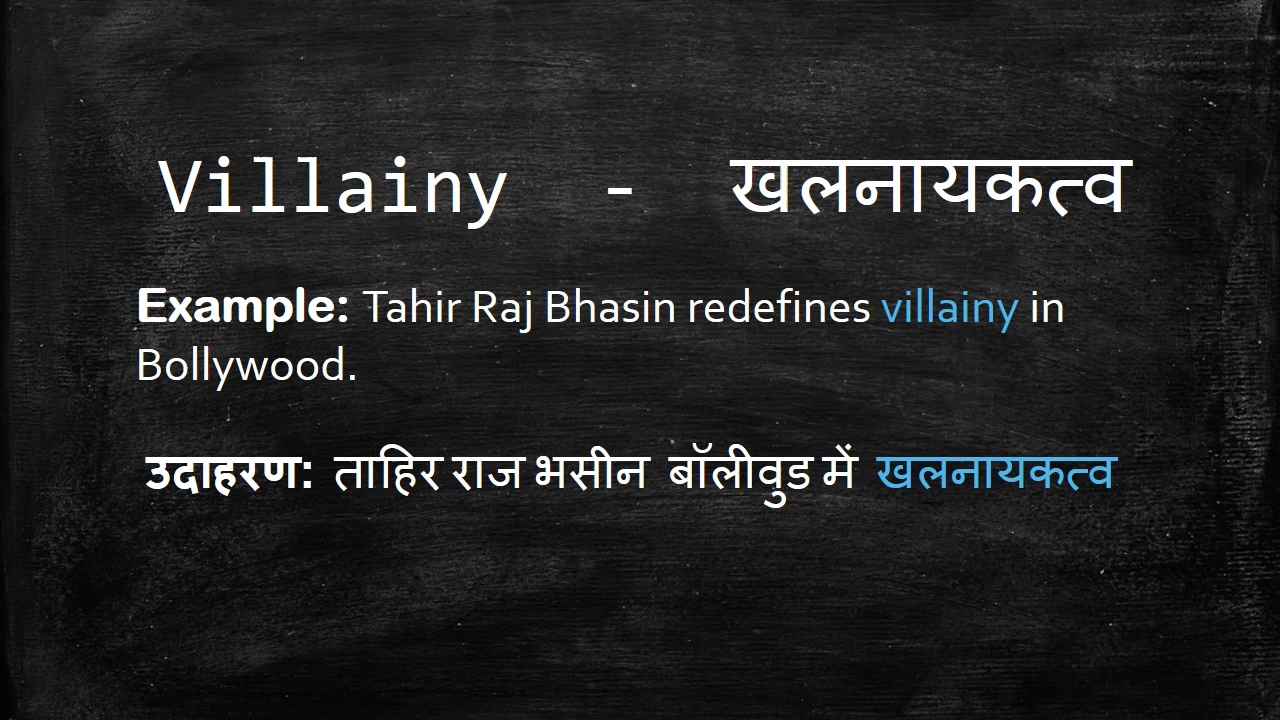 Villainy - खलनायकत्व
Example: Tahir Raj Bhasin redefines villainy in
Bollywood.
उदाहरण: ताहिर राज भसीन बॉलीवुड में खलनायकत्व